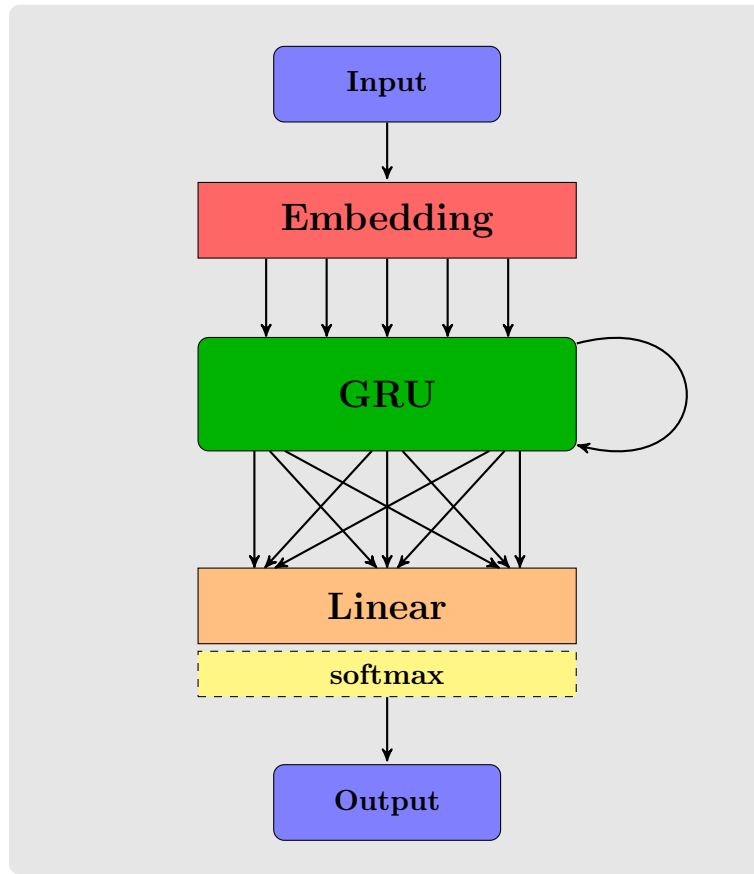 Input
Embedding
GRU
Linear
softmax
Output